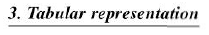 3. Tabular representation